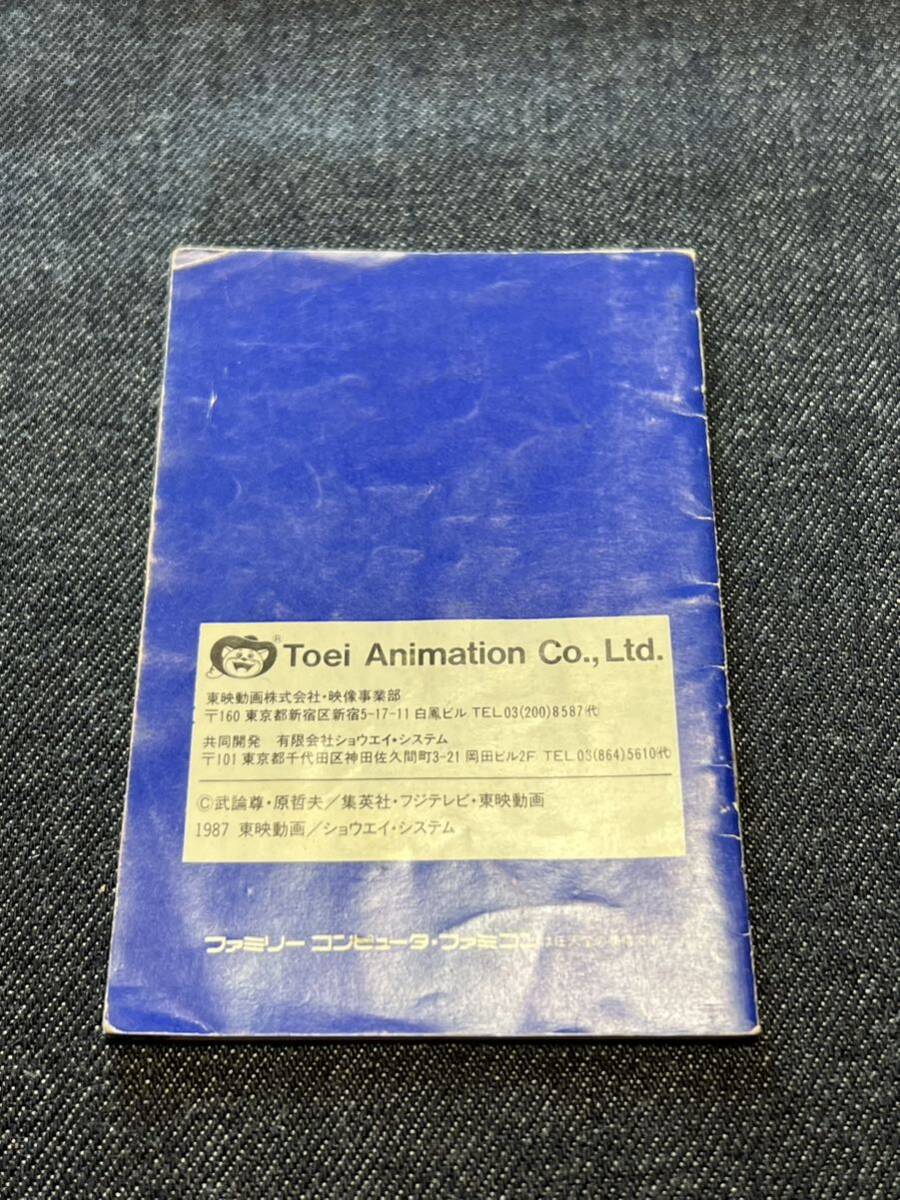 ® Toei Animation Co., Ltd.
東映動画株式会社・映像事業部
〒160 東京都新宿区新宿5-17-11 白鳳ビル TEL 03(200)8587代
共同開発 有限会社ショウエイ・システム
〒101 東京都千代田区神田佐久間町3-21 岡田ビル2F TEL 03(864)5610代
©武論尊・原哲夫/集英社・フジテレビ・東映動画
1987 東映動画/ショウエイ・システム
ファミリーコンピュータ・ファミコンは任天堂の商標